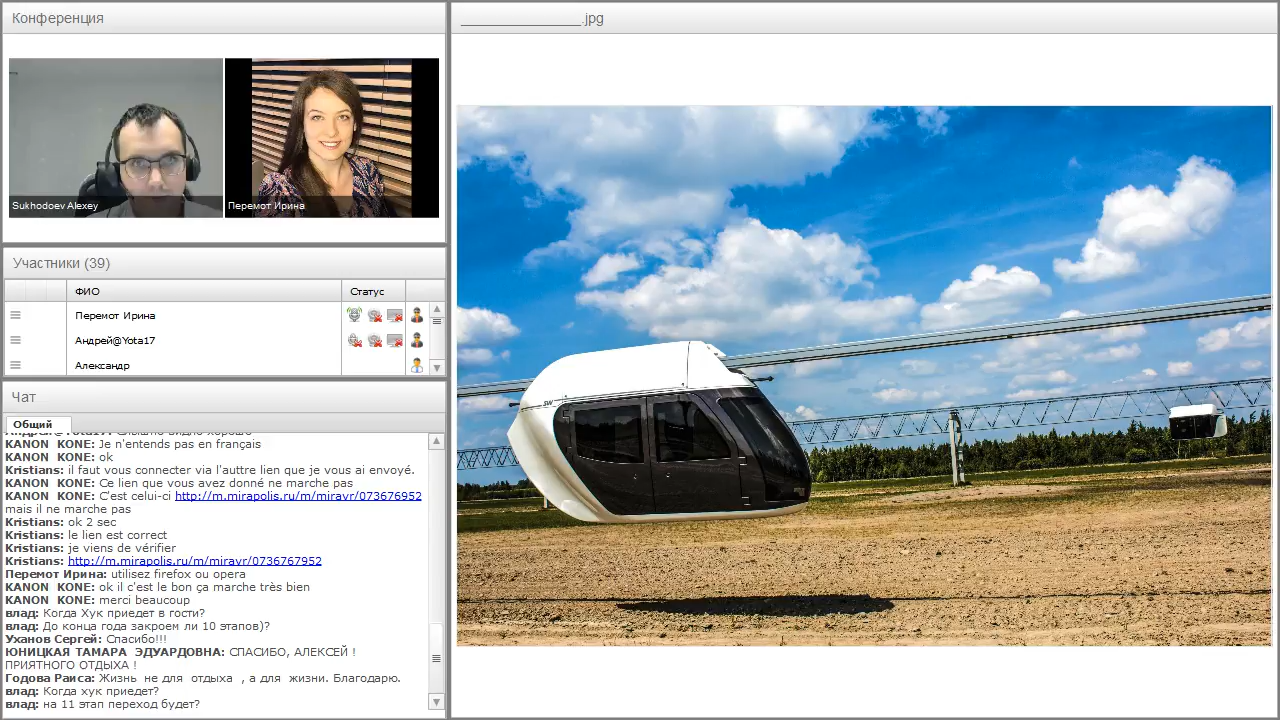 Конференция
Sukhodoev Alexey
Перемот Ирина
Участники (39)
ФИО
Статус
Перемот Ирина
Андрей@Yota17
Александр
Чат
Общий
KANON KONE: Je n'entends pas en français
KANON KONE: ok
Kristians: il faut vous connecter via l'auttre lien que je vous ai envoyé.
KANON KONE: Ce lien que vous avez donné ne marche pas
KANON KONE: C'est celui-ci http://m.mirapolis.ru/m/miravr/073676952
mais il ne marche pas
Kristians: ok 2 sec
Kristians: le lien est correct
Kristians: je viens de vérifier
Kristians: http://m.mirapolis.ru/m/miravr/0736767952
Перемот Ирина: utilisez firefox ou opera
KANON KONE: ok il c'est le bon ça marche très bien
KANON KONE: merci beaucoup
влад: Когда Хук приедет в гости?
влад: До конца года закроем ли 10 этапов)?
Уханов Сергей: Спасибо!!!
ЮНИЦКАЯ ТАМАРА ЭДУАРДОВНА: СПАСИБО, АЛЕКСЕЙ !
ПРИЯТНОГО ОТДЫХА !
Годова Раиса: Жизнь не для отдыха , а для жизни. Благодарю.
влад: Когда хук приедет?
влад: на 11 этап переход будет?
_______________.jpg
SW